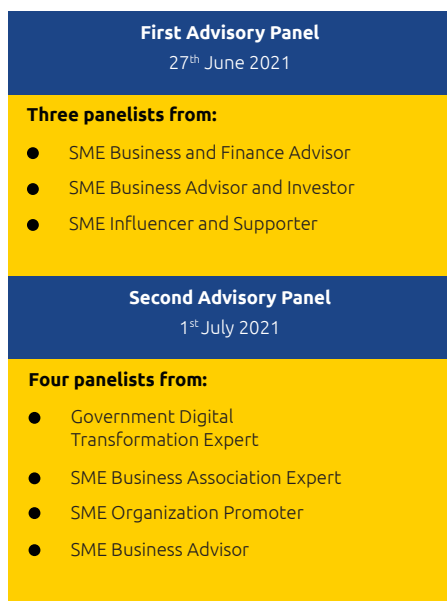 First Advisory Panel
27th June 2021
Three panelists from:
● SME Business and Finance Advisor
● SME Business Advisor and Investor
● SME Influencer and Supporter
Second Advisory Panel
1st July 2021
Four panelists from:
● Government Digital
Transformation Expert
● SME Business Association Expert
● SME Organization Promoter
● SME Business Advisor